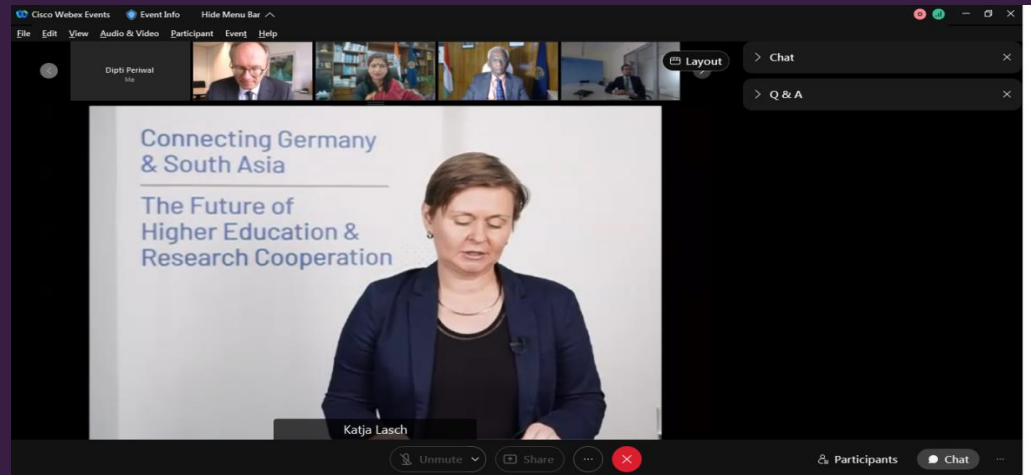 Cisco Webex Events Event Info Hide Menu Bar
File Edit View Audio & Video Participant Event Help
Dipti Periwal
Me
Layout
Chat
Q & A
Connecting Germany
& South Asia
The Future of
Higher Education &
Research Cooperation
Katja Lasch
Unmute Share Participants Chat